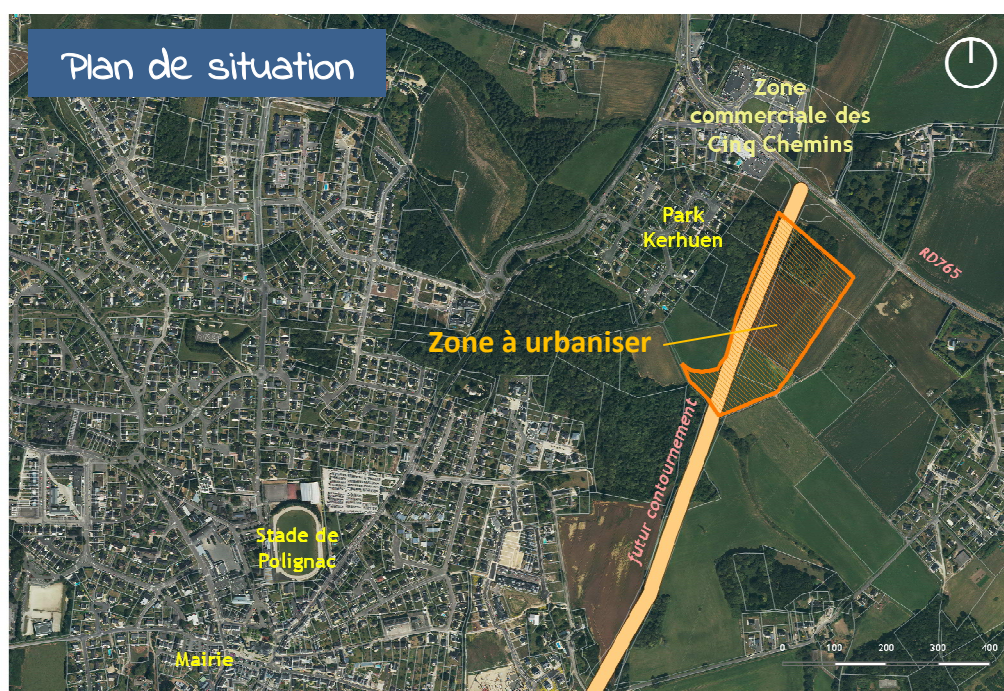 Plan de situation
Zone
commerciale des
Cinq Chemins
Park
Kerhuen
RD765
Zone à urbaniser
futur contournement
Stade de
Polignac
Mairie
0 100 200 300 400